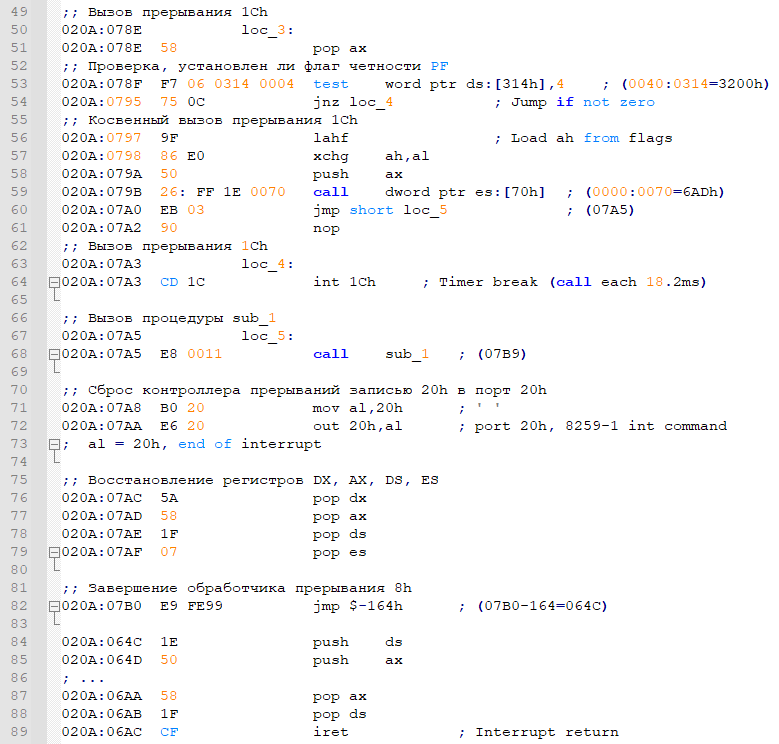 49 ;; Вызов прерывания 1Ch
50 020A:078E loc_3:
51 020A:078E 58 pop ax
52 ;; Проверка, установлен ли флаг четности PF
53 020A:078F F7 06 0314 0004 test word ptr ds:[314h],4 ; (0040:0314=3200h)
54 020A:0795 75 0C jnz loc_4 ; Jump if not zero
55 ;; Косвенный вызов прерывания 1Ch
56 020A:0797 9F lahf ; Load ah from flags
57 020A:0798 86 E0 xchg ah,al
58 020A:079A 50 push ax
59 020A:079B 26: FF 1E 0070 call dword ptr es:[70h] ; (0000:0070=6ADh)
60 020A:07A0 EB 03 jmp short loc_5 ; (07A5)
61 020A:07A2 90 nop
62 ;; Вызов прерывания 1Ch
63 020A:07A3 loc_4:
64 020A:07A3 CD 1C int 1Ch ; Timer break (call each 18.2ms)
65
66 ;; Вызов процедуры sub_1
67 020A:07A5 loc_5:
68 020A:07A5 E8 0011 call sub_1 ; (07B9)
69
70 ;; Сброс контроллера прерываний записью 20h в порт 20h
71 020A:07A8 B0 20 mov al,20h ; ' '
72 020A:07AA E6 20 out 20h,al ; port 20h, 8259-1 int command
73 ; al = 20h, end of interrupt
74
75 ;; Восстановление регистров DX, AX, DS, ES
76 020A:07AC 5A pop dx
77 020A:07AD 58 pop ax
78 020A:07AE 1F pop ds
79 020A:07AF 07 pop es
80
81 ;; Завершение обработчика прерывания 8h
82 020A:07B0 E9 FE99 jmp $-164h ; (07B0-164=064C)
83
84 020A:064C 1E push ds
85 020A:064D 50 push ax
86 ; ...
87 020A:06AA 58 pop ax
88 020A:06AB 1F pop ds
89 020A:06AC CF iret ; Interrupt return